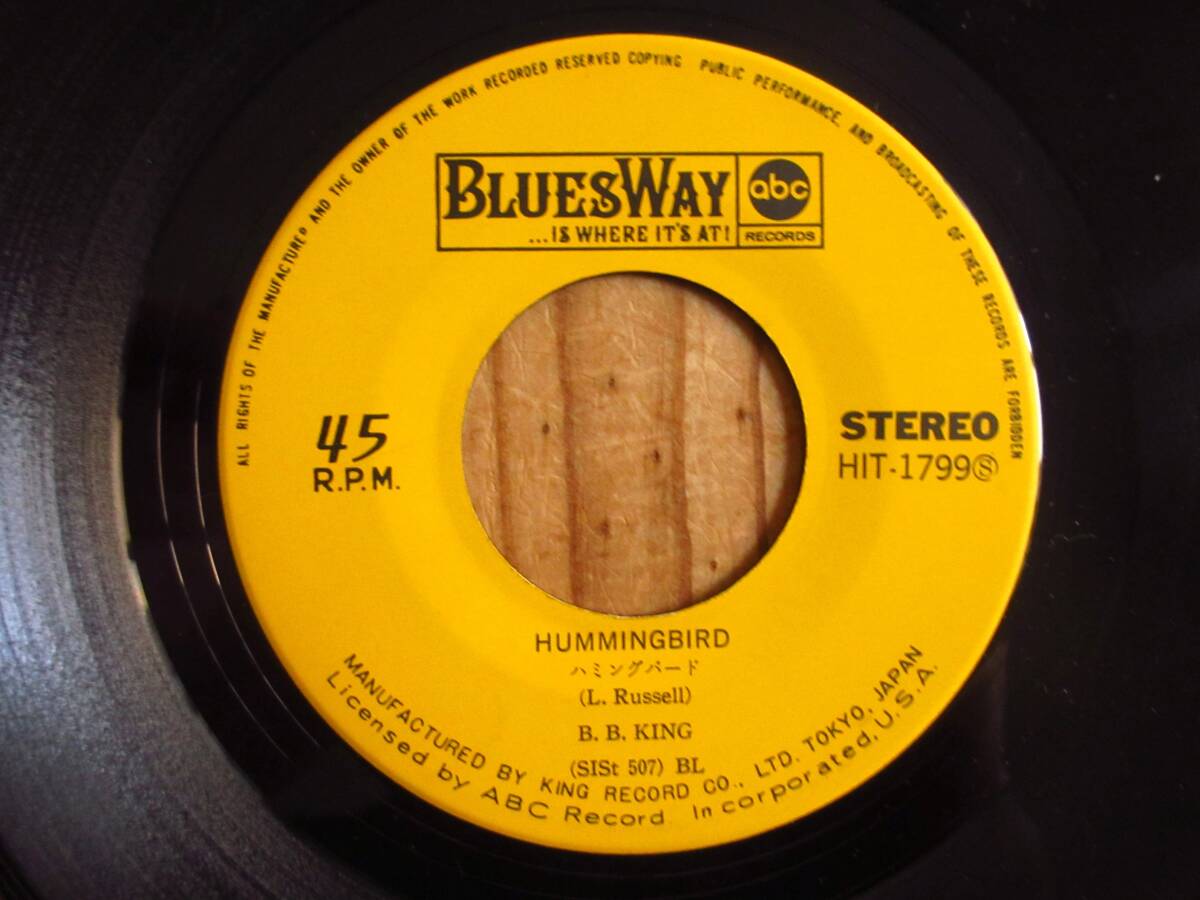 ALL RIGHTS OF THE MANUFACTURER AND THE OWNER OF THE WORK RECORDED RESERVED COPYING PUBLIC PERFORMANCE, AND BROADCASTING OF THESE RECORDS ARE FORBIDDEN
BLUESWAY
...IS WHERE IT'S AT!
abc
RECORDS
45
R.P.M.
STEREO
HIT-1799Ⓢ
HUMMINGBIRD
ハミングバード
(L. Russell)
B. B. KING
(SISt 507) BL
MANUFACTURED BY KING RECORD CO., LTD. TOKYO, JAPAN
Licensed by ABC Record Incorporated, U.S.A.